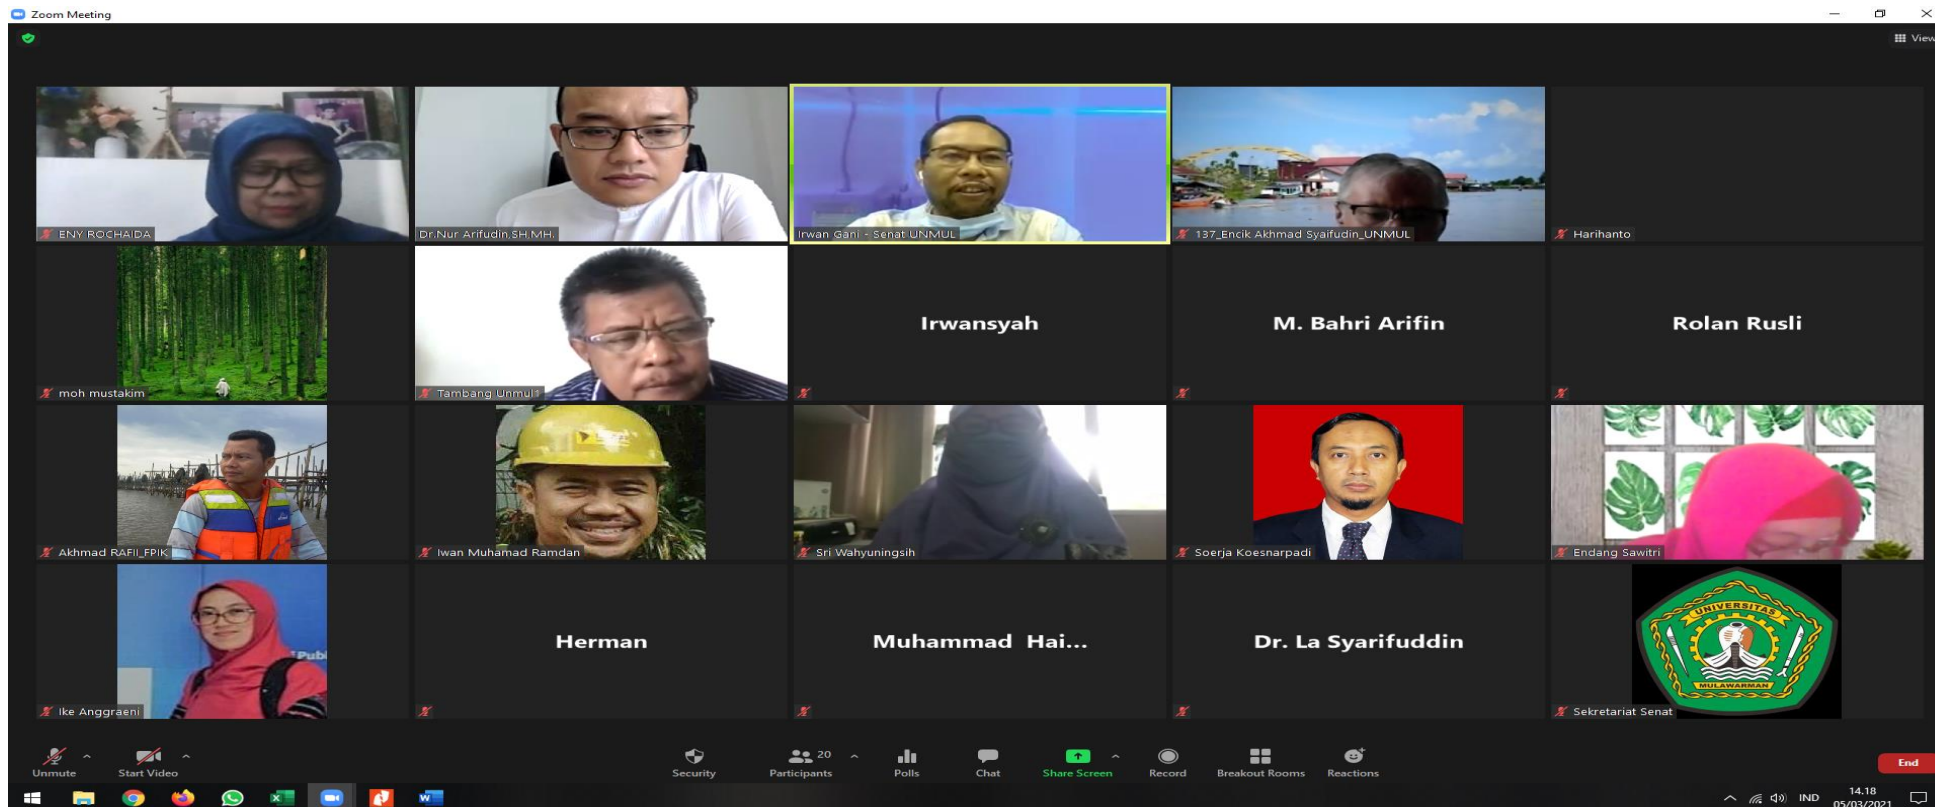 Zoom Meeting
View
ENY ROCHAIDA
Dr.Nur Arifudin,SH,MH.
Irwan Gani - Senat UNMUL
137_Encik Akhmad Syaifudin_UNMUL
Harihanto
moh mustakim
Tambang Unmul1
Irwansyah
M. Bahri Arifin
Rolan Rusli
Akhmad RAFII_FPIK
Iwan Muhamad Ramdan
Sri Wahyuningsih
Soerja Koesnarpadi
Endang Sawitri
Publ
Ike Anggraeni
Herman
Muhammad Hai...
Dr. La Syarifuddin
UNIVERSITAS
MULAWARMAN
Sekretariat Senat
Unmute
Start Video
Security
Participants
20
Polls
Chat
Share Screen
Record
Breakout Rooms
Reactions
End
IND
14.18
05/03/2021